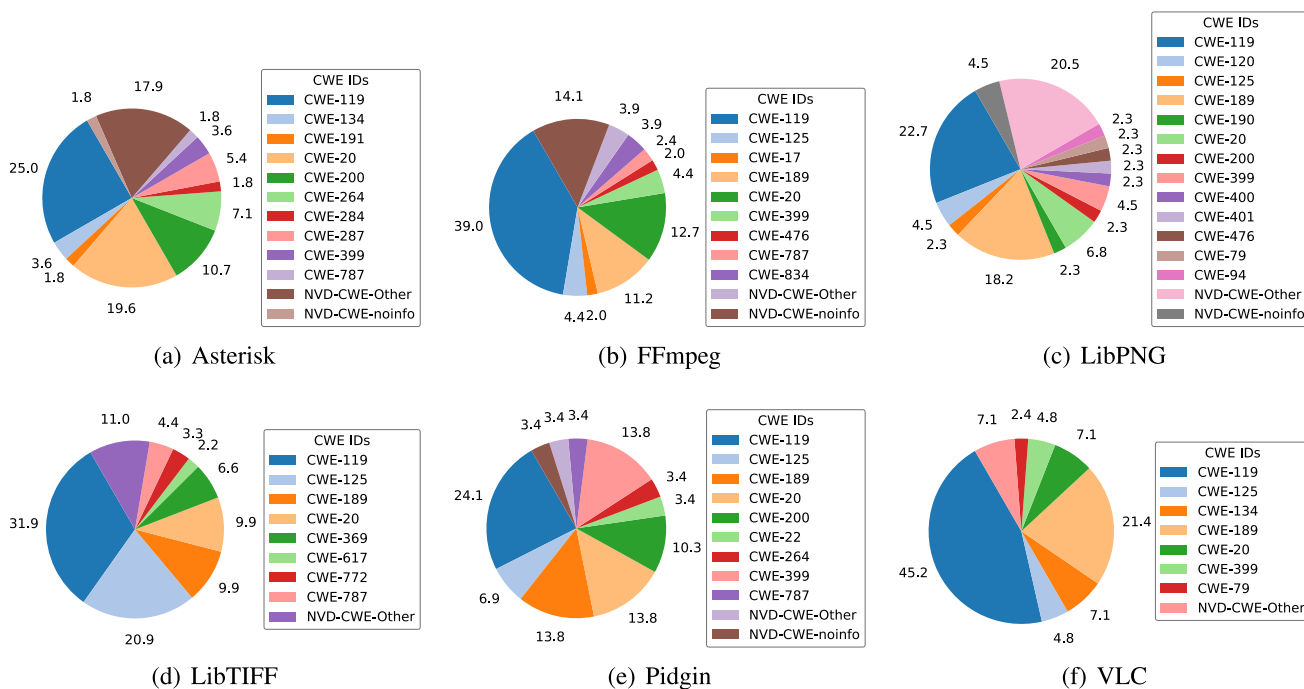 1.8
17.9
1.8
3.6
5.4
1.8
7.1
10.7
19.6
1.8
3.6
25.0
CWE IDs
CWE-119
CWE-134
CWE-191
CWE-20
CWE-200
CWE-264
CWE-284
CWE-287
CWE-399
CWE-787
NVD-CWE-Other
NVD-CWE-noinfo
(a) Asterisk
14.1
3.9
3.9
2.4
2.0
4.4
12.7
11.2
2.0
4.4
39.0
CWE IDs
CWE-119
CWE-125
CWE-17
CWE-189
CWE-20
CWE-399
CWE-476
CWE-787
CWE-834
NVD-CWE-Other
NVD-CWE-noinfo
(b) FFmpeg
4.5
20.5
2.3
2.3
2.3
2.3
2.3
4.5
2.3
6.8
2.3
18.2
2.3
4.5
22.7
CWE IDs
CWE-119
CWE-120
CWE-125
CWE-189
CWE-190
CWE-20
CWE-200
CWE-399
CWE-400
CWE-401
CWE-476
CWE-79
CWE-94
NVD-CWE-Other
NVD-CWE-noinfo
(c) LibPNG
11.0
4.4
3.3
2.2
6.6
9.9
9.9
20.9
31.9
CWE IDs
CWE-119
CWE-125
CWE-189
CWE-20
CWE-369
CWE-617
CWE-772
CWE-787
NVD-CWE-Other
(d) LibTIFF
3.4
3.4
3.4
13.8
3.4
3.4
10.3
13.8
13.8
6.9
24.1
CWE IDs
CWE-119
CWE-125
CWE-189
CWE-20
CWE-200
CWE-22
CWE-264
CWE-399
CWE-787
NVD-CWE-Other
NVD-CWE-noinfo
(e) Pidgin
7.1
2.4
4.8
7.1
21.4
7.1
4.8
45.2
CWE IDs
CWE-119
CWE-125
CWE-134
CWE-189
CWE-20
CWE-399
CWE-79
NVD-CWE-Other
(f) VLC